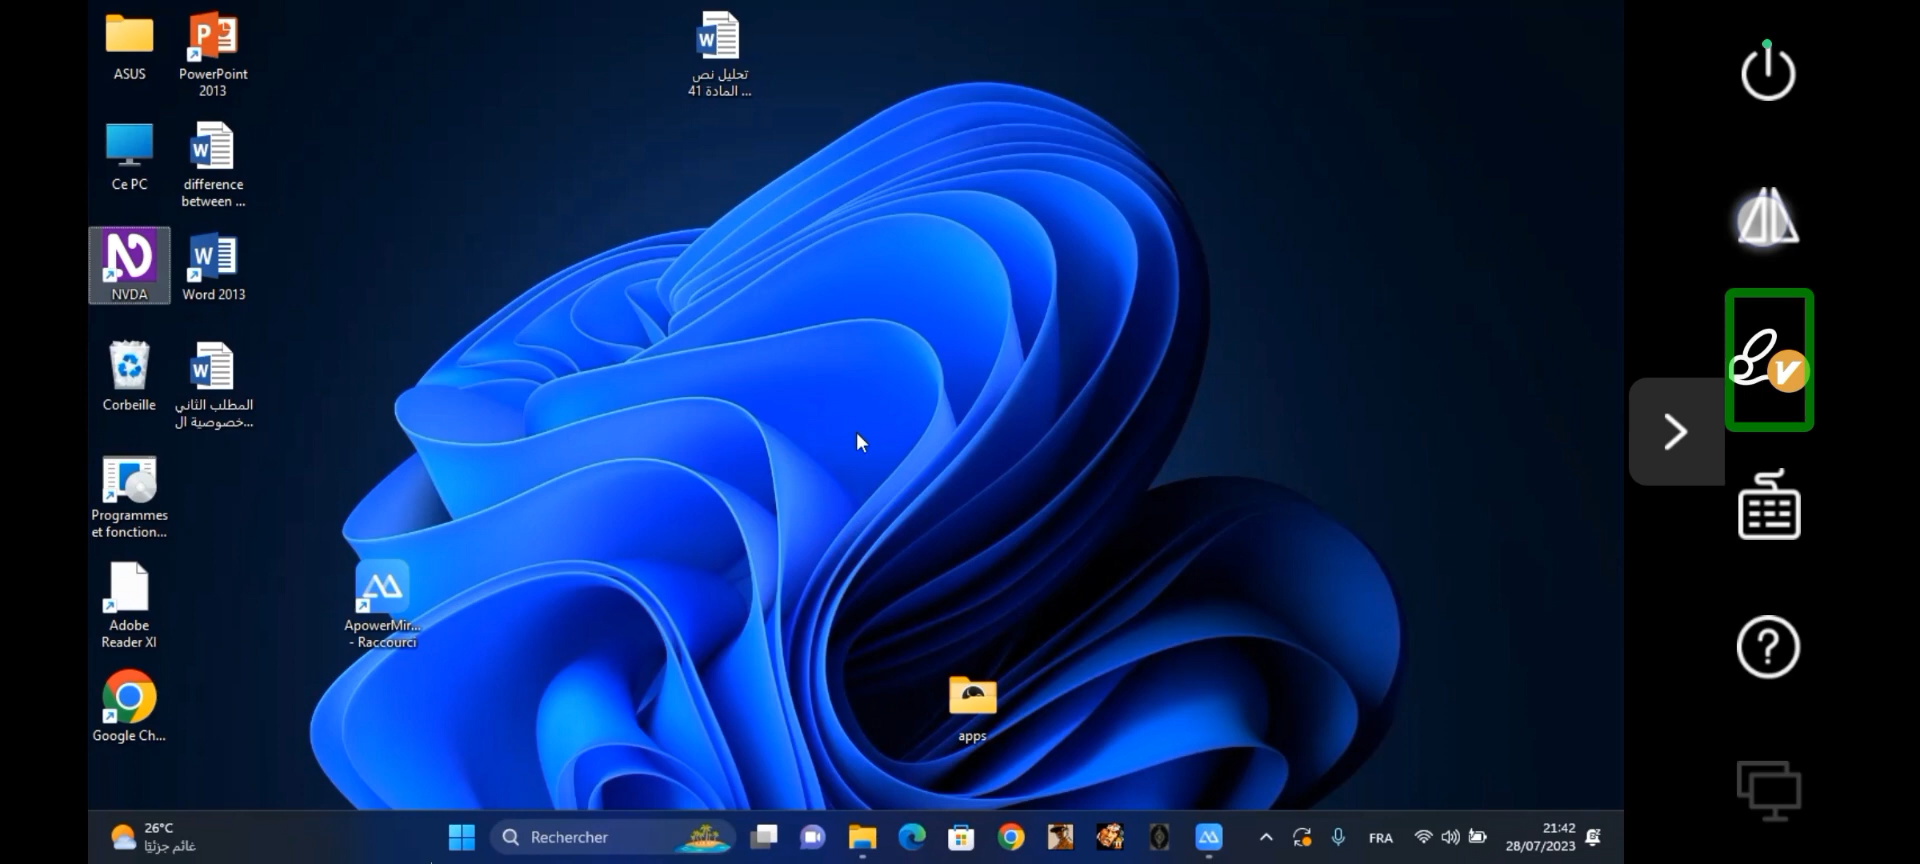 ASUS
PowerPoint
2013
تحليل نص
المادة 41 ...
Ce PC
difference
between ...
NVDA
Word 2013
Corbeille
المطلب الثاني
خصوصية ال...
Programmes
et fonction...
Adobe
Reader XI
ApowerMir...
- Raccourci
Google Ch...
apps
26°C
غائم جزئيًا
Rechercher
FRA
21:42
28/07/2023